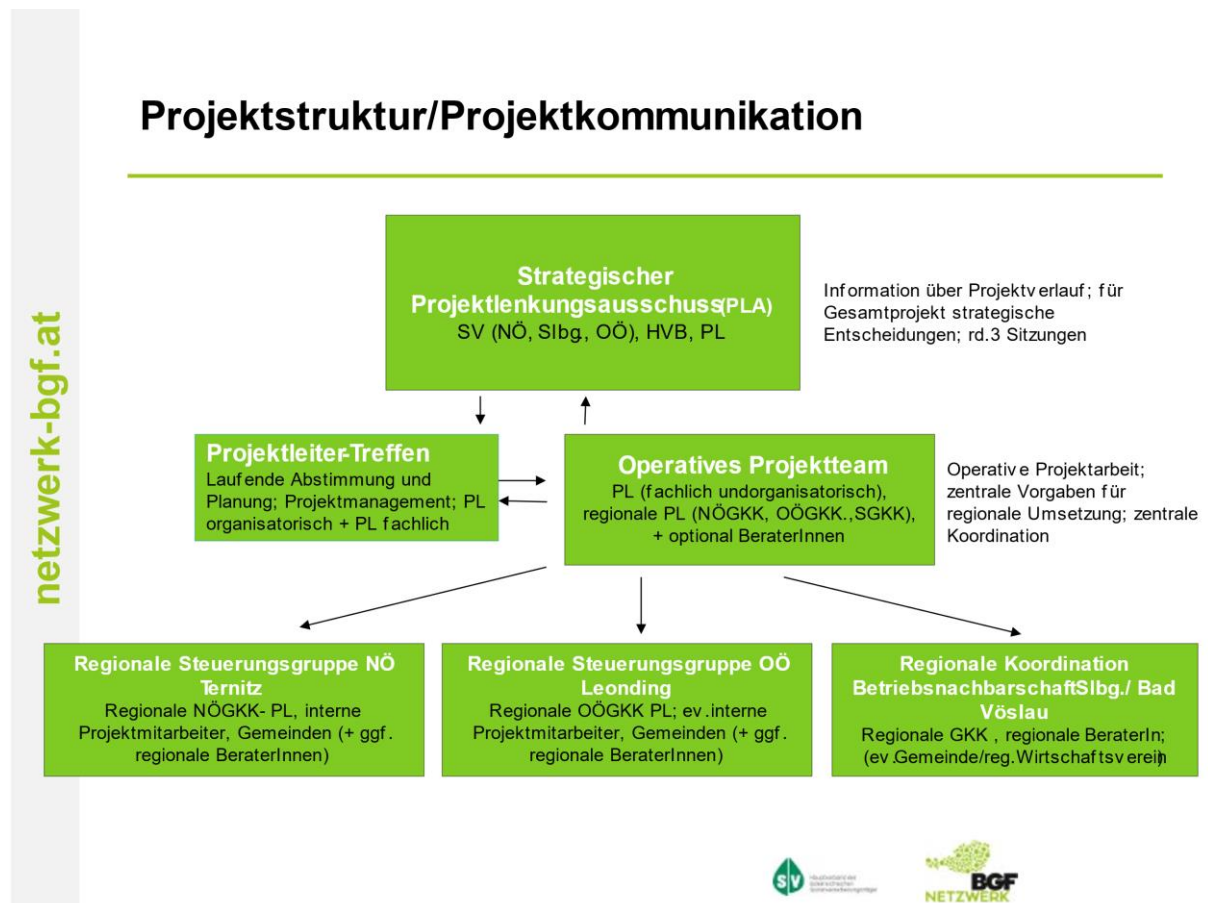 Projektstruktur/Projektkommunikation
netzwerk-bgf.at
Strategischer
Projektlenkungsausschuss(PLA)
SV (NÖ, Slbg., OÖ), HVB, PL
Information über Projektverlauf; für
Gesamtprojekt strategische
Entscheidungen; rd.3 Sitzungen
Projektleiter-Treffen
Laufende Abstimmung und
Planung; Projektmanagement; PL
organisatorisch + PL fachlich
Operatives Projektteam
PL (fachlich undorganisatorisch),
regionale PL (NÖGKK, OÖGKK.,SGKK),
+ optional BeraterInnen
Operative Projektarbeit;
zentrale Vorgaben für
regionale Umsetzung; zentrale
Koordination
Regionale Steuerungsgruppe NÖ
Ternitz
Regionale NÖGKK- PL, interne
Projektmitarbeiter, Gemeinden (+ ggf.
regionale BeraterInnen)
Regionale Steuerungsgruppe OÖ
Leonding
Regionale OÖGKK PL; ev.interne
Projektmitarbeiter, Gemeinden (+ ggf.
regionale BeraterInnen)
Regionale Koordination
BetriebsnachbarschaftSlbg./ Bad
Vöslau
Regionale GKK , regionale BeraterIn;
(ev.Gemeinde/reg.Wirtschaftsverein)
SV
BGF
NETZWERK